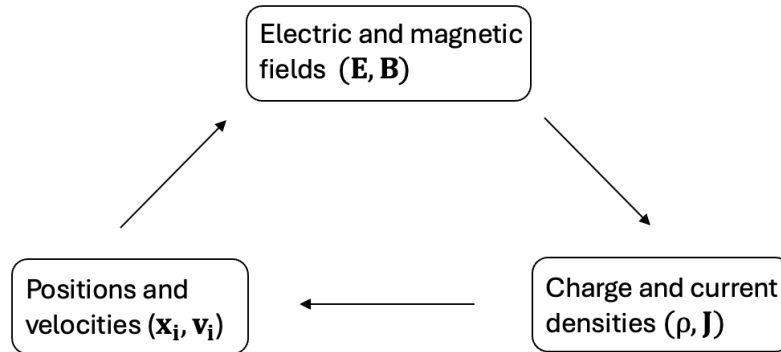 Electric and magnetic
fields (E, B)
Positions and
velocities (xᵢ, vᵢ)
Charge and current
densities (ρ, J)